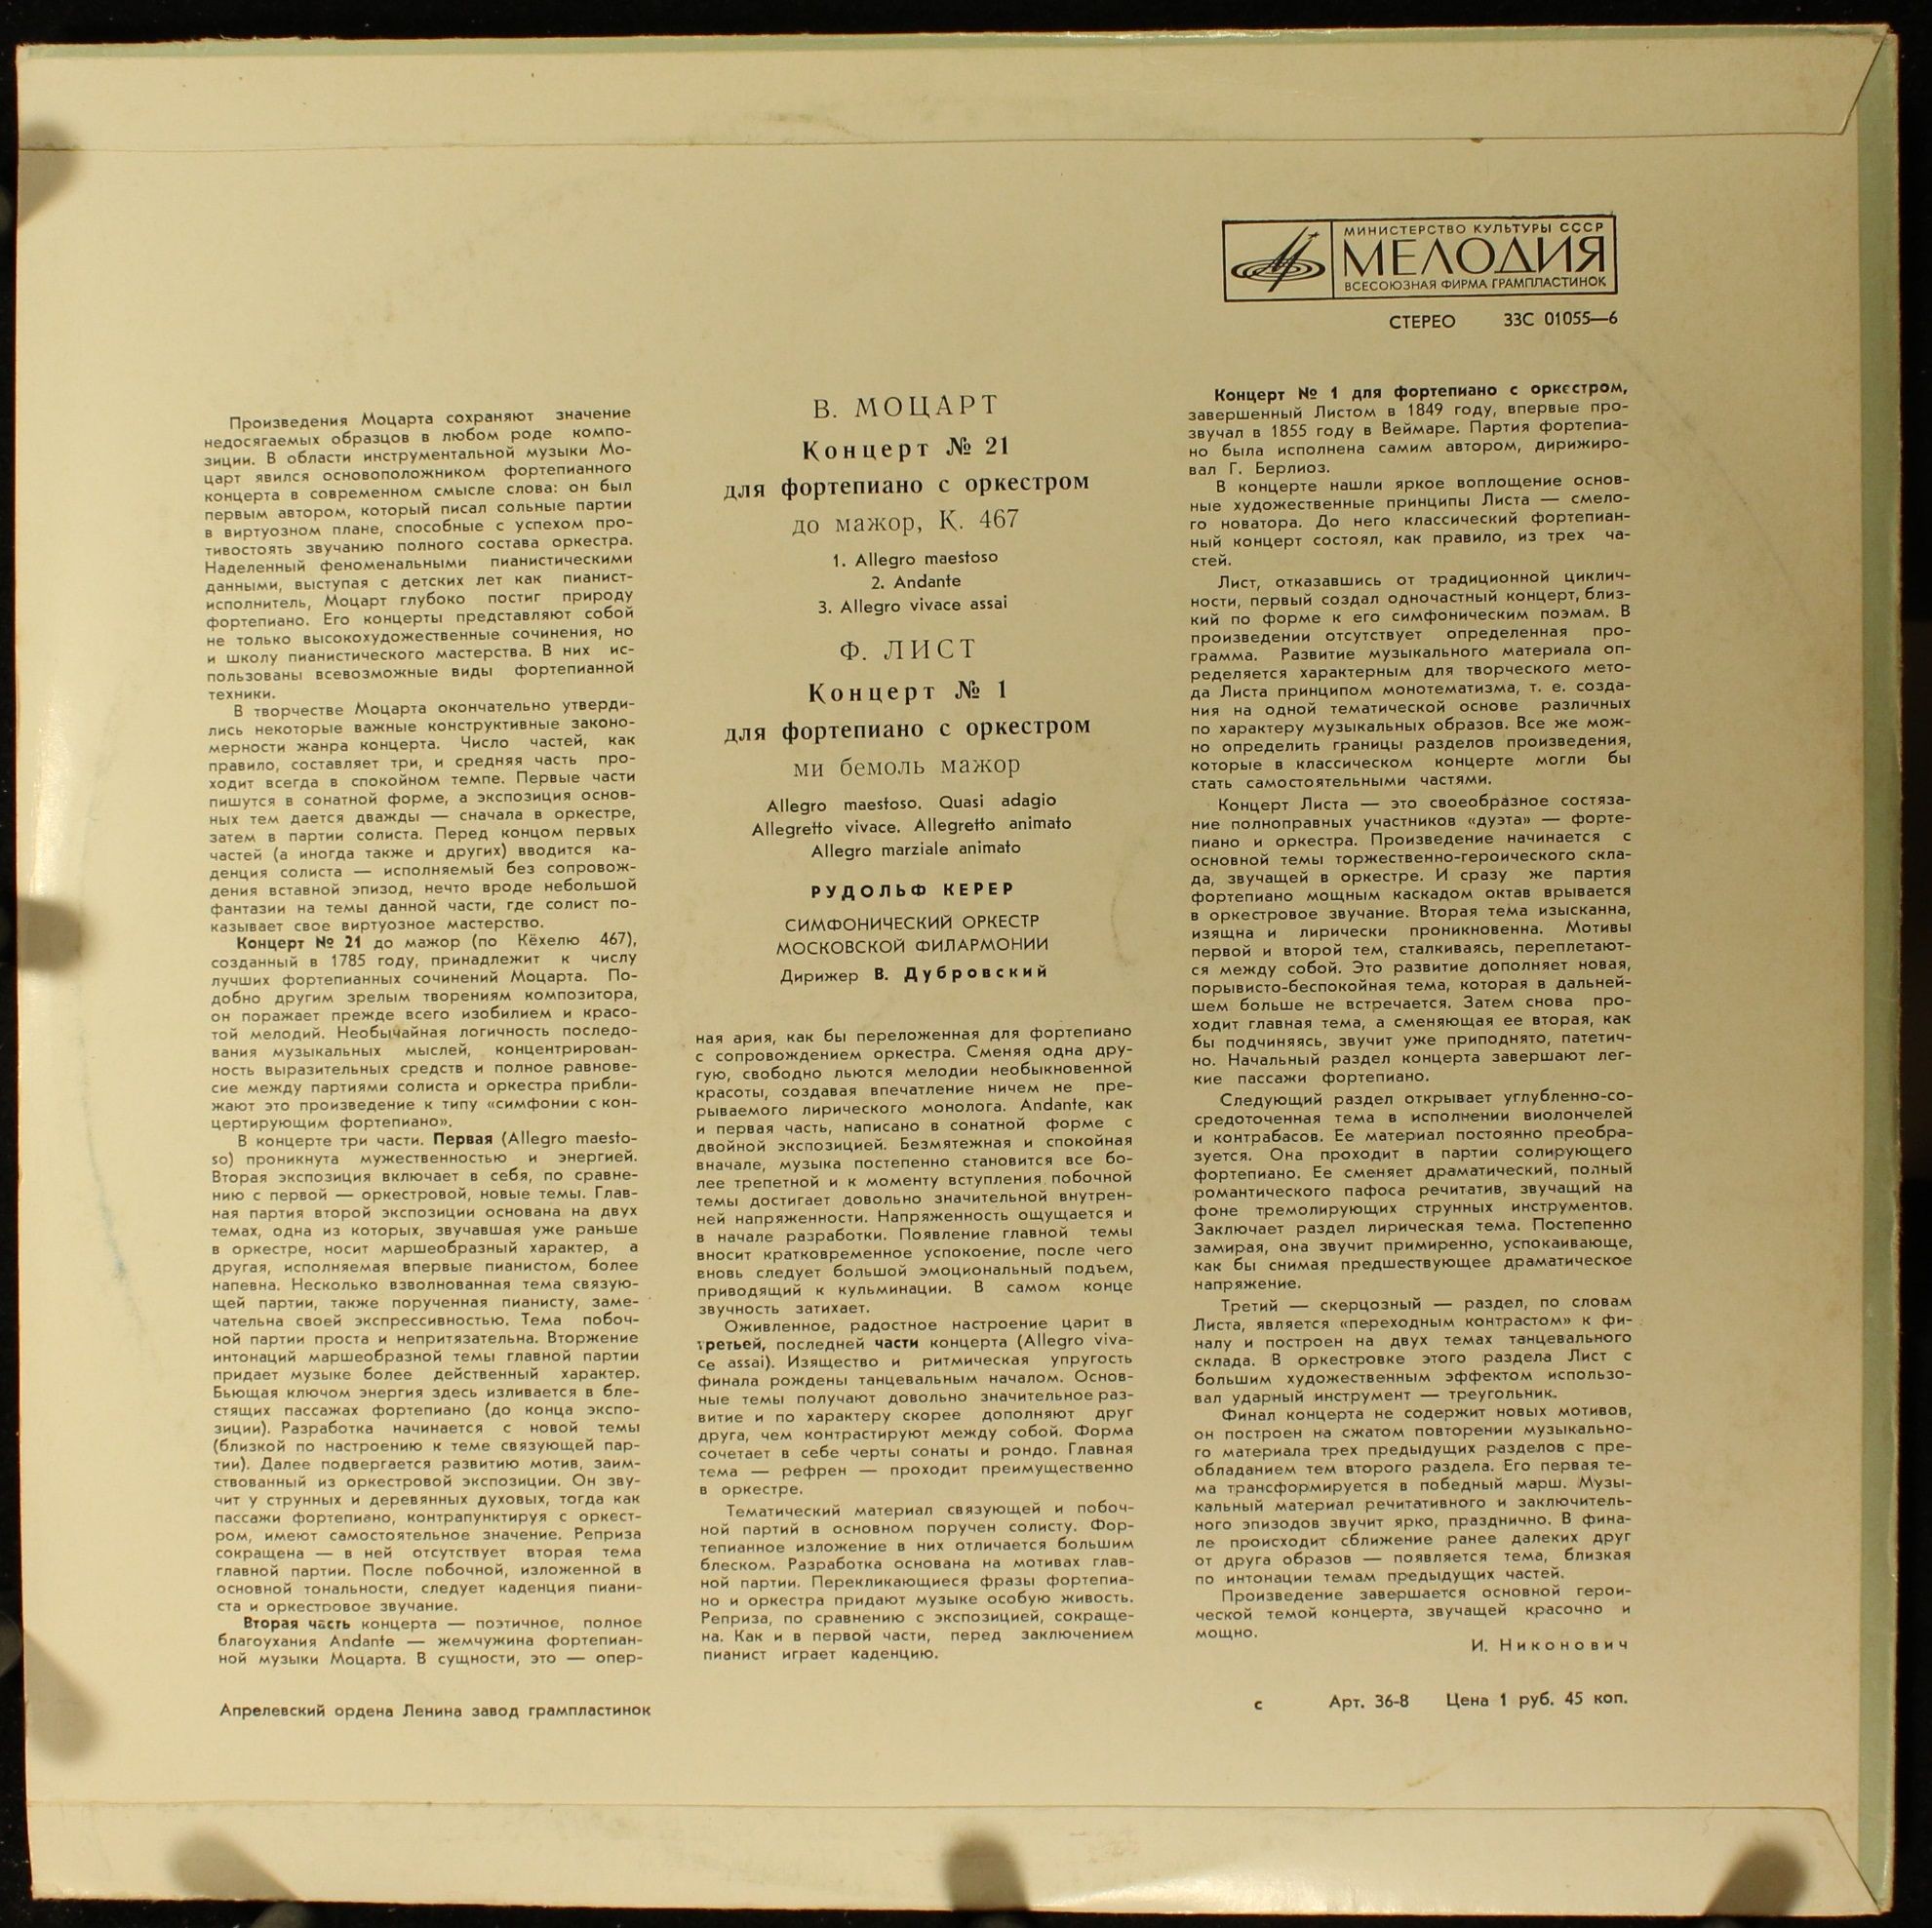 МИНИСТЕРСТВО КУЛЬТУРЫ СССР
МЕЛОДИЯ
ВСЕСОЮЗНАЯ ФИРМА ГРАМПЛАСТИНОК
СТЕРЕО 33С 01055—6
Произведения Моцарта сохраняют значение
недосягаемых образцов в любом роде компо-
зиции. В области инструментальной музыки Мо-
царт явился основоположником фортепианного
концерта в современном смысле слова: он был
первым автором, который писал сольные партии
в виртуозном плане, способные с успехом про-
тивостоять звучанию полного состава оркестра.
Наделенный феноменальными пианистическими
данными, выступая с детских лет как пианист-
исполнитель, Моцарт глубоко постиг природу
фортепиано. Его концерты представляют собой
не только высокохудожественные сочинения, но
и школу пианистического мастерства. В них ис-
пользованы всевозможные виды фортепианной
техники.
В творчестве Моцарта окончательно утверди-
лись некоторые важные конструктивные законо-
мерности жанра концерта. Число частей, как
правило, составляет три, и средняя часть про-
ходит всегда в спокойном темпе. Первые части
пишутся в сонатной форме, а экспозиция основ-
ных тем дается дважды — сначала в оркестре,
затем в партии солиста. Перед концом первых
частей (а иногда также и других) вводится ка-
денция солиста — исполняемый без сопровож-
дения вставной эпизод, нечто вроде небольшой
фантазии на темы данной части, где солист по-
казывает свое виртуозное мастерство.
Концерт № 21 до мажор (по Кёхелю 467),
созданный в 1785 году, принадлежит к числу
лучших фортепианных сочинений Моцарта. По-
добно другим зрелым творениям композитора,
он поражает прежде всего изобилием и красо-
той мелодий. Необычайная логичность последо-
вания музыкальных мыслей, концентрирован-
ность выразительных средств и полное равнове-
сие между партиями солиста и оркестра прибли-
жают это произведение к типу «симфонии с кон-
цертирующим фортепиано».
В концерте три части. Первая (Allegro maesto-
so) проникнута мужественностью и энергией.
Вторая экспозиция включает в себя, по сравне-
нию с первой — оркестровой, новые темы. Глав-
ная партия второй экспозиции основана на двух
темах, одна из которых, звучавшая уже раньше
в оркестре, носит маршеобразный характер, а
другая, исполняемая впервые пианистом, более
напевна. Несколько взволнованная тема связую-
щей партии, также порученная пианисту, заме-
чательна своей экспрессивностью. Тема побоч-
ной партии проста и непритязательна. Вторжение
интонаций маршеобразной темы главной партии
придает музыке более действенный характер.
Бьющая ключом энергия здесь изливается в бле-
стящих пассажах фортепиано (до конца экспо-
зиции). Разработка начинается с новой темы
(близкой по настроению к теме связующей пар-
тии). Далее подвергается развитию мотив, заим-
ствованный из оркестровой экспозиции. Он зву-
чит у струнных и деревянных духовых, тогда как
пассажи фортепиано, контрапунктируя с оркест-
ром, имеют самостоятельное значение. Реприза
сокращена — в ней отсутствует вторая тема
главной партии. После побочной, изложенной в
основной тональности, следует каденция пиани-
ста и оркестровое звучание.
Вторая часть концерта — поэтичное, полное
благоухания Andante — жемчужина фортепиан-
ной музыки Моцарта. В сущности, это — опер-
В. МОЦАРТ
Концерт № 21
для фортепиано с оркестром
до мажор, К. 467
1. Allegro maestoso
2. Andante
3. Allegro vivace assai
Ф. ЛИСТ
Концерт № 1
для фортепиано с оркестром
ми бемоль мажор
Allegro maestoso. Quasi adagio
Allegretto vivace. Allegretto animato
Allegro marziale animato
РУДОЛЬФ КЕРЕР
СИМФОНИЧЕСКИЙ ОРКЕСТР
МОСКОВСКОЙ ФИЛАРМОНИИ
Дирижер В. Дубровский
ная ария, как бы переложенная для фортепиано
с сопровождением оркестра. Сменяя одна дру-
гую, свободно льются мелодии необыкновенной
красоты, создавая впечатление ничем не пре-
рываемого лирического монолога. Andante, как
и первая часть, написано в сонатной форме с
двойной экспозицией. Безмятежная и спокойная
вначале, музыка постепенно становится все бо-
лее трепетной и к моменту вступления побочной
темы достигает довольно значительной внутрен-
ней напряженности. Напряженность ощущается и
в начале разработки. Появление главной темы
вносит кратковременное успокоение, после чего
вновь следует большой эмоциональный подъем,
приводящий к кульминации. В самом конце
звучность затихает.
Оживленное, радостное настроение царит в
третьей, последней части концерта (Allegro viva-
ce assai). Изящество и ритмическая упругость
финала рождены танцевальным началом. Основ-
ные темы получают довольно значительное раз-
витие и по характеру скорее дополняют друг
друга, чем контрастируют между собой. Форма
сочетает в себе черты сонаты и рондо. Главная
тема — рефрен — проходит преимущественно
в оркестре.
Тематический материал связующей и побоч-
ной партий в основном поручен солисту. Фор-
тепианное изложение в них отличается большим
блеском. Разработка основана на мотивах глав-
ной партии. Перекликающиеся фразы фортепиа-
но и оркестра придают музыке особую живость.
Реприза, по сравнению с экспозицией, сокраще-
на. Как и в первой части, перед заключением
пианист играет каденцию.
Концерт № 1 для фортепиано с оркестром,
завершенный Листом в 1849 году, впервые про-
звучал в 1855 году в Веймаре. Партия фортепиа-
но была исполнена самим автором, дирижиро-
вал Г. Берлиоз.
В концерте нашли яркое воплощение основ-
ные художественные принципы Листа — смело-
го новатора. До него классический фортепиан-
ный концерт состоял, как правило, из трех ча-
стей.
Лист, отказавшись от традиционной циклич-
ности, первый создал одночастный концерт, близ-
кий по форме к его симфоническим поэмам. В
произведении отсутствует определенная про-
грамма. Развитие музыкального материала оп-
ределяется характерным для творческого мето-
да Листа принципом монотематизма, т. е. созда-
ния на одной тематической основе различных
по характеру музыкальных образов. Все же мож-
но определить границы разделов произведения,
которые в классическом концерте могли бы
стать самостоятельными частями.
Концерт Листа — это своеобразное состяза-
ние полноправных участников «дуэта» — форте-
пиано и оркестра. Произведение начинается с
основной темы торжественно-героического скла-
да, звучащей в оркестре. И сразу же партия
фортепиано мощным каскадом октав врывается
в оркестровое звучание. Вторая тема изысканна,
изящна и лирически проникновенна. Мотивы
первой и второй тем, сталкиваясь, переплетают-
ся между собой. Это развитие дополняет новая,
порывисто-беспокойная тема, которая в дальней-
шем больше не встречается. Затем снова про-
ходит главная тема, а сменяющая ее вторая, как
бы подчиняясь, звучит уже приподнято, патетич-
но. Начальный раздел концерта завершают лег-
кие пассажи фортепиано.
Следующий раздел открывает углубленно-со-
средоточенная тема в исполнении виолончелей
и контрабасов. Ее материал постоянно преобра-
зуется. Она проходит в партии солирующего
фортепиано. Ее сменяет драматический, полный
романтического пафоса речитатив, звучащий на
фоне тремолирующих струнных инструментов.
Заключает раздел лирическая тема. Постепенно
замирая, она звучит примиренно, успокаивающе,
как бы снимая предшествующее драматическое
напряжение.
Третий — скерцозный — раздел, по словам
Листа, является «переходным контрастом» к фи-
налу и построен на двух темах танцевального
склада. В оркестровке этого раздела Лист с
большим художественным эффектом использо-
вал ударный инструмент — треугольник.
Финал концерта не содержит новых мотивов,
он построен на сжатом повторении музыкально-
го материала трех предыдущих разделов с пре-
обладанием тем второго раздела. Его первая те-
ма трансформируется в победный марш. Музы-
кальный материал речитативного и заключитель-
ного эпизодов звучит ярко, празднично. В фина-
ле происходит сближение ранее далеких друг
от друга образов — появляется тема, близкая
по интонации темам предыдущих частей.
Произведение завершается основной герои-
ческой темой концерта, звучащей красочно и
мощно.
И. Никонович
Апрелевский ордена Ленина завод грампластинок
с Арт. 36-8 Цена 1 руб. 45 коп.